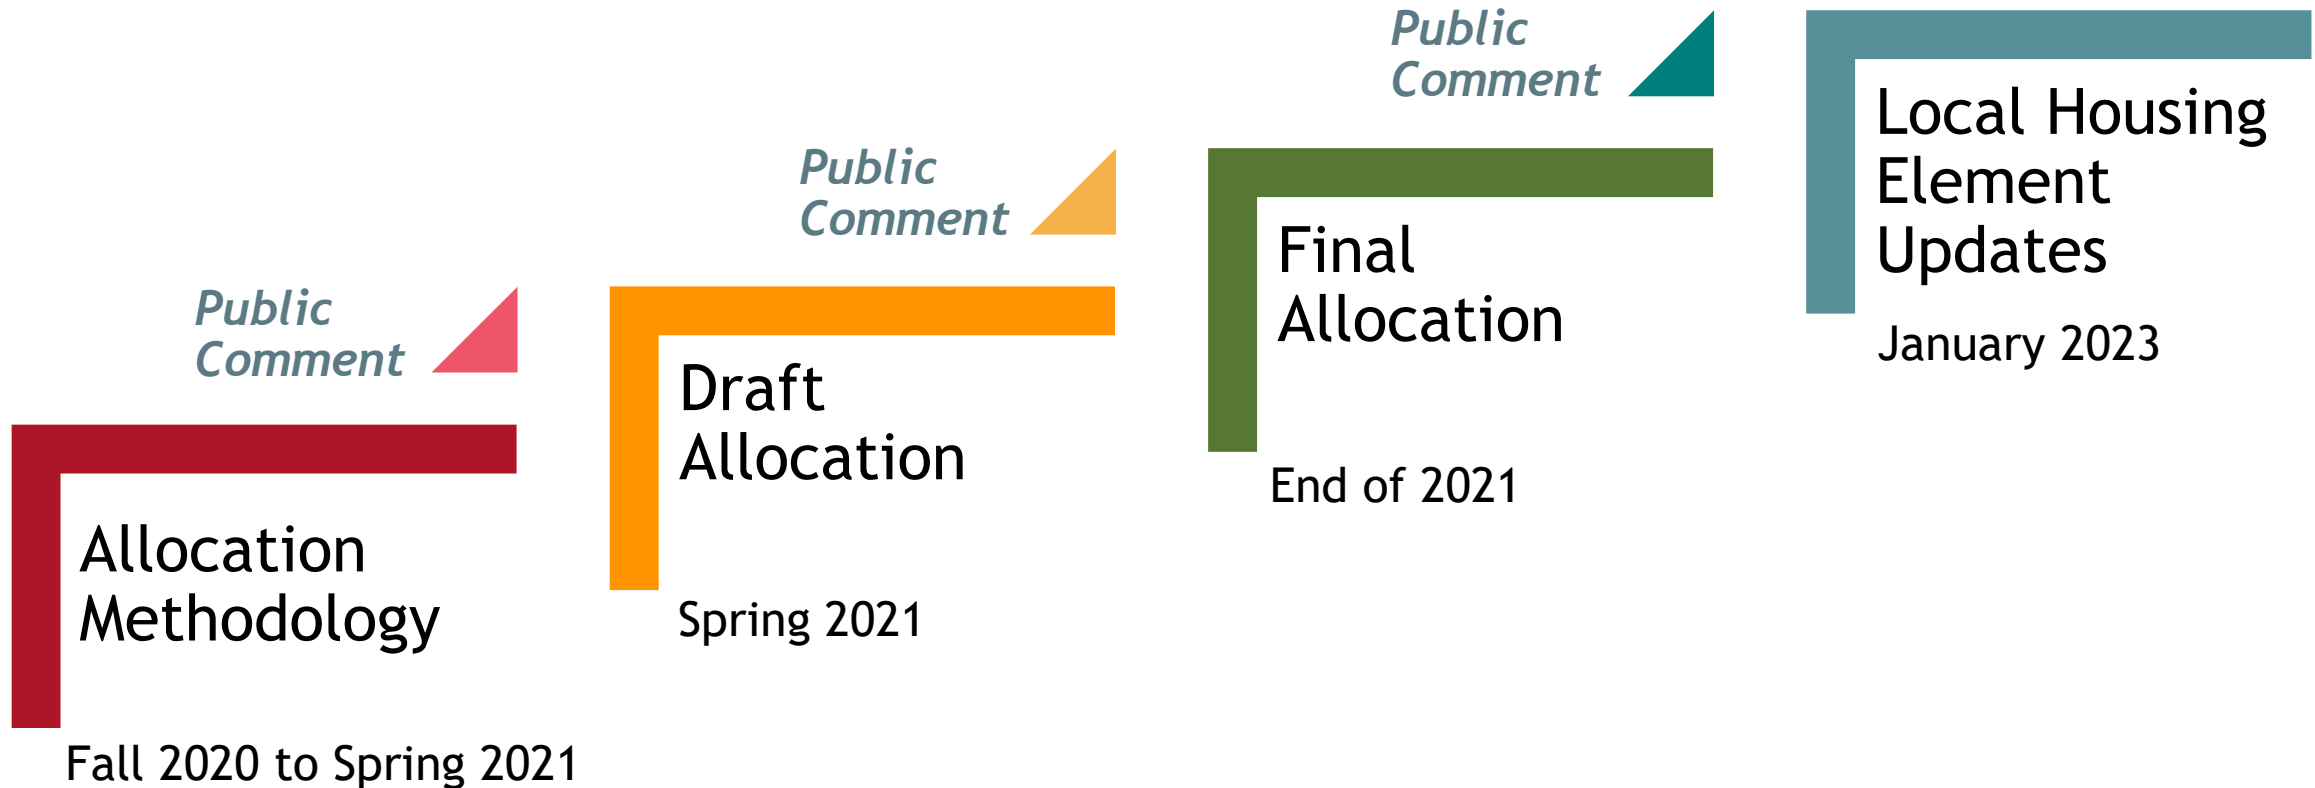 Public
Comment
Allocation
Methodology
Fall 2020 to Spring 2021
Public
Comment
Draft
Allocation
Spring 2021
Public
Comment
Final
Allocation
End of 2021
Local Housing
Element
Updates
January 2023